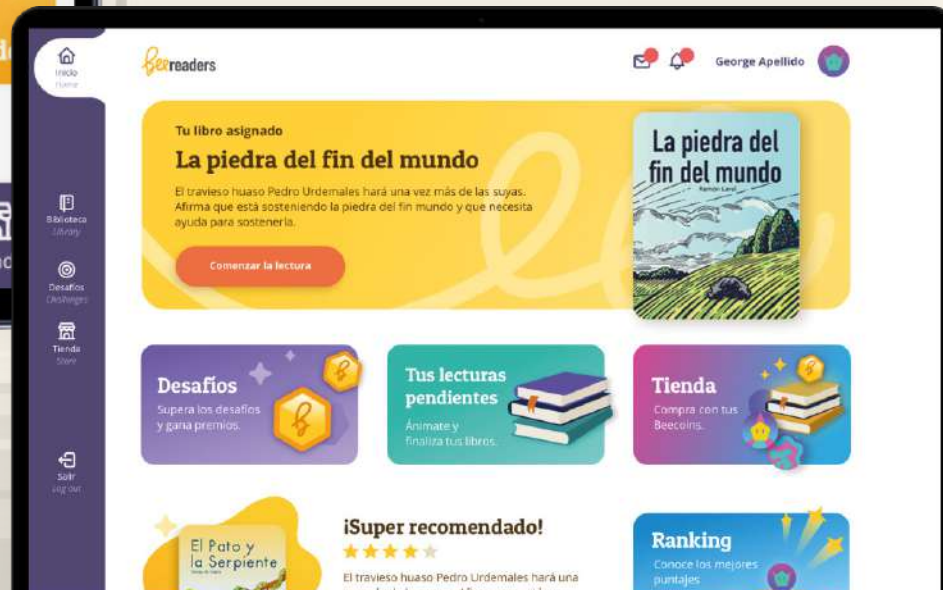 Inicio
Home
Biblioteca
Library
Desafíos
Challenges
Tienda
Store
Salir
Log out
Beereaders
George Apellido
Tu libro asignado
La piedra del fin del mundo
El travieso huaso Pedro Urdemales hará una vez más de las suyas.
Afirma que está sosteniendo la piedra del fin mundo y que necesita
ayuda para sostenerla.
Comenzar la lectura
La piedra del
fin del mundo
Desafíos
Supera los desafíos
y gana premios.
Tus lecturas
pendientes
Ánimate y
finaliza tus libros.
Tienda
Compra con tus
Beecoins.
El Pato y
la Serpiente
¡Super recomendado!
El travieso huaso Pedro Urdemales hará una
Ranking
Conoce los mejores
puntajes